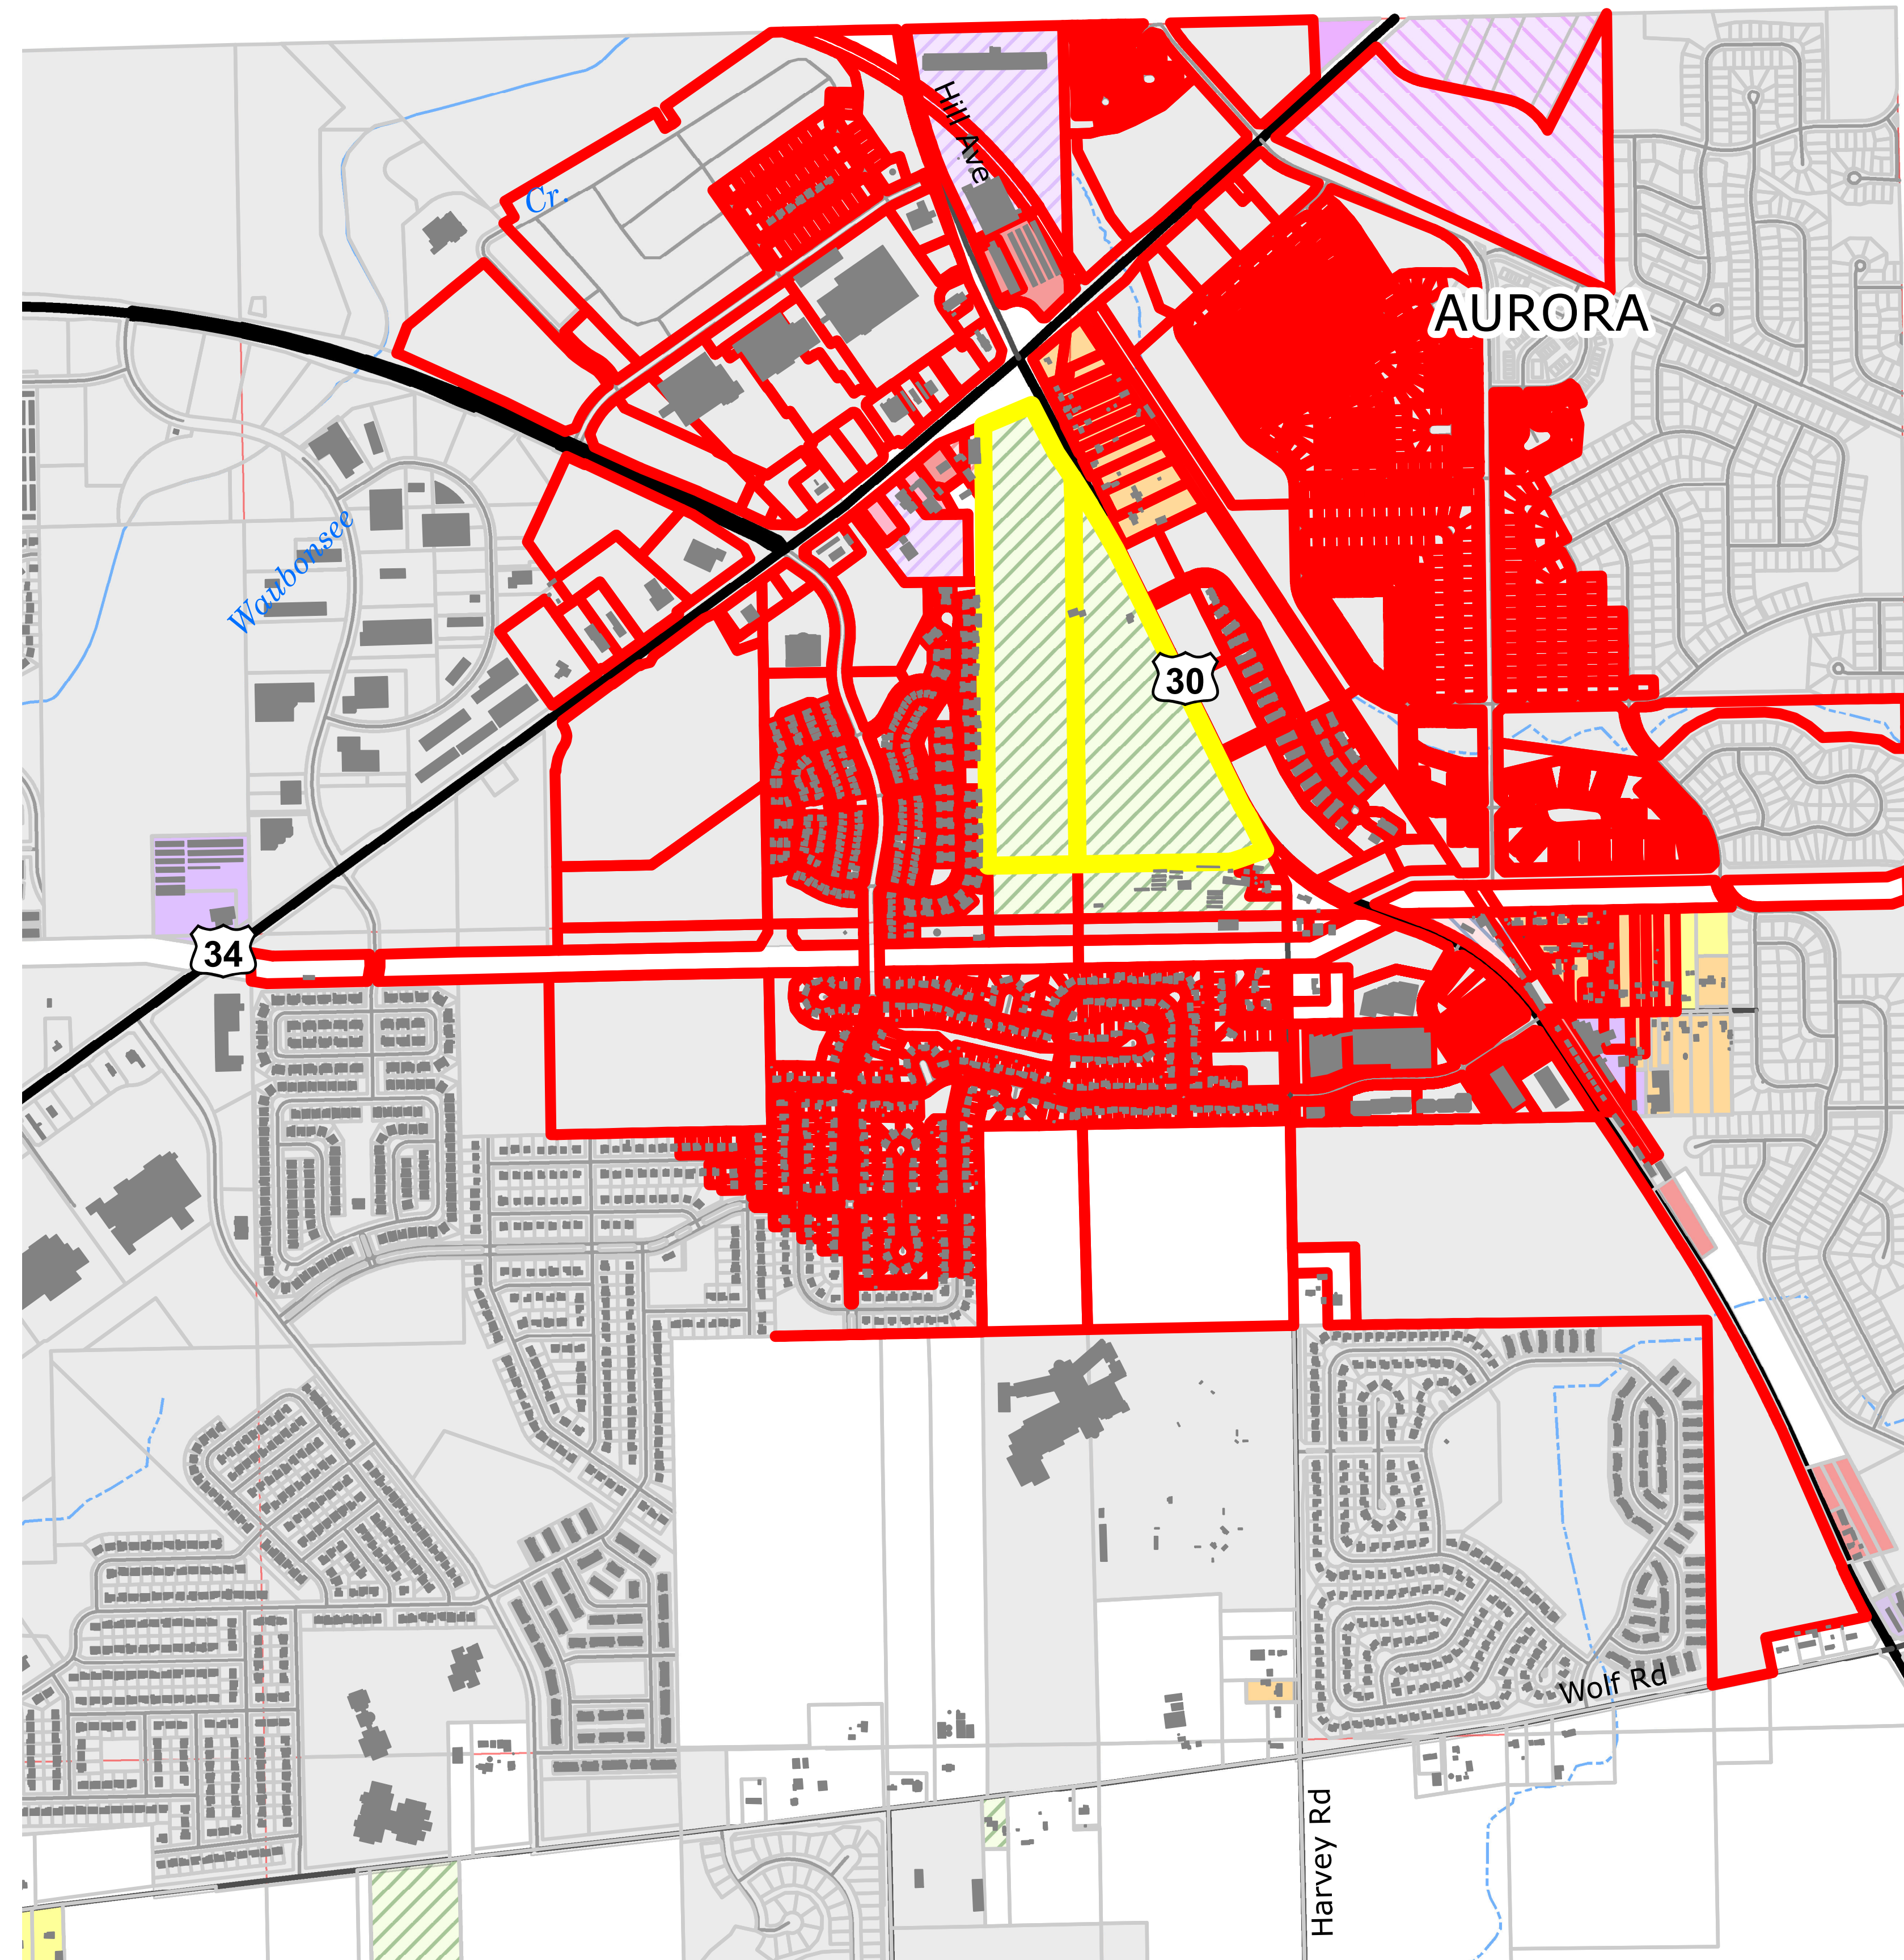 Hill Ave
Cr.
AURORA
Waubonsee
30
34
Wolf Rd
Harvey Rd